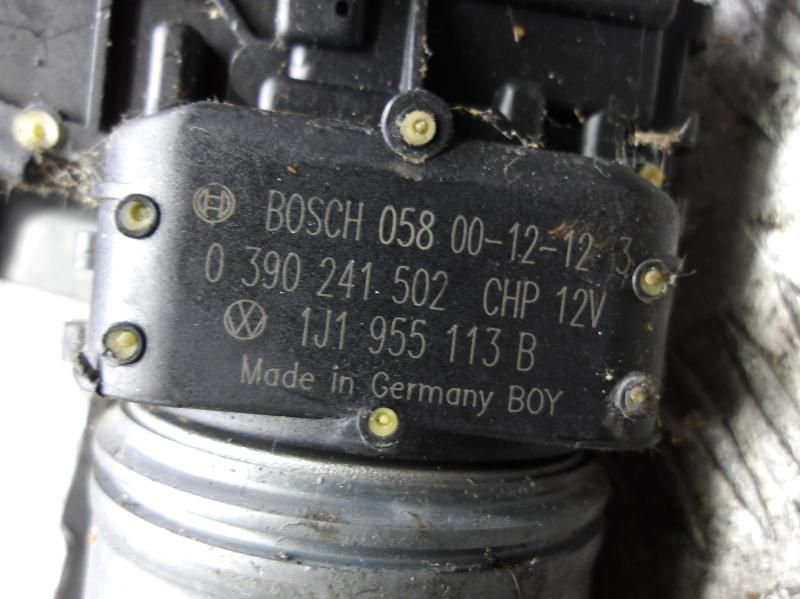 BOSCH 058 00-12-12 3
0 390 241 502 CHP 12V
1J1 955 113 B
Made in Germany BOY